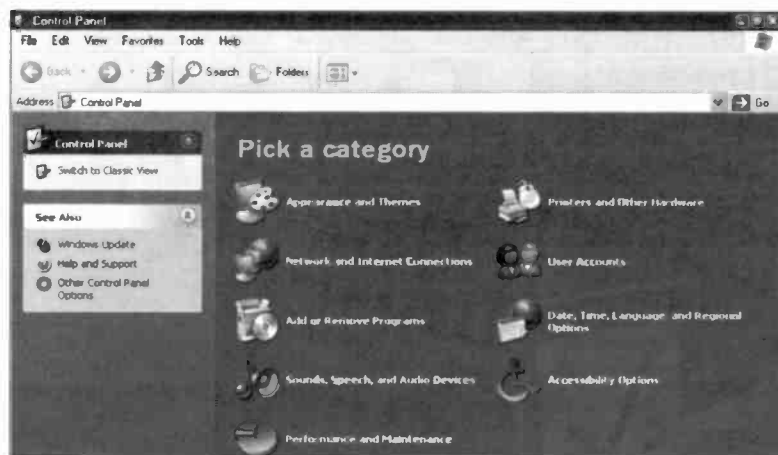 Control Panel
File Edit View Favorites Tools Help
Back Search Folders
Address Control Panel Go
Control Panel
Switch to Classic View
See Also
Windows Update
Help and Support
Other Control Panel
Options
Pick a category
Appearance and Themes
Printers and Other Hardware
Network and Internet Connections
User Accounts
Add or Remove Programs
Date, Time, Language, and Regional
Options
Sounds, Speech, and Audio Devices
Accessibility Options
Performance and Maintenance